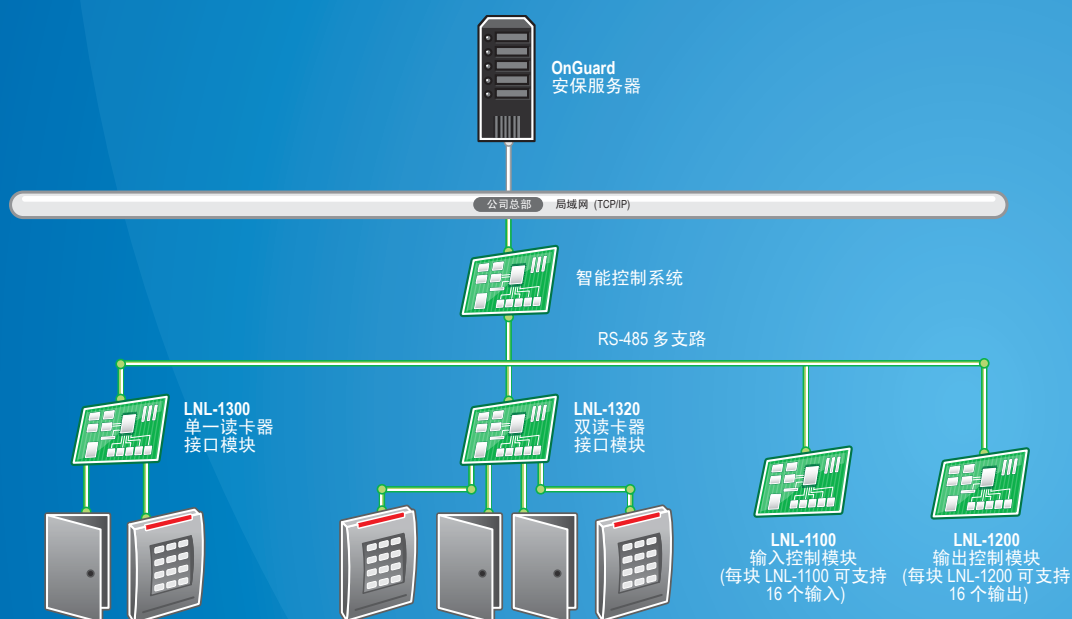 OnGuard
安保服务器
公司总部 局域网 (TCP/IP)
智能控制系统
RS-485 多支路
LNL-1300
单一读卡器
接口模块
LNL-1320
双读卡器
接口模块
LNL-1100
输入控制模块
(每块 LNL-1100 可支持
16 个输入)
LNL-1200
输出控制模块
(每块 LNL-1200 可支持
16 个输出)